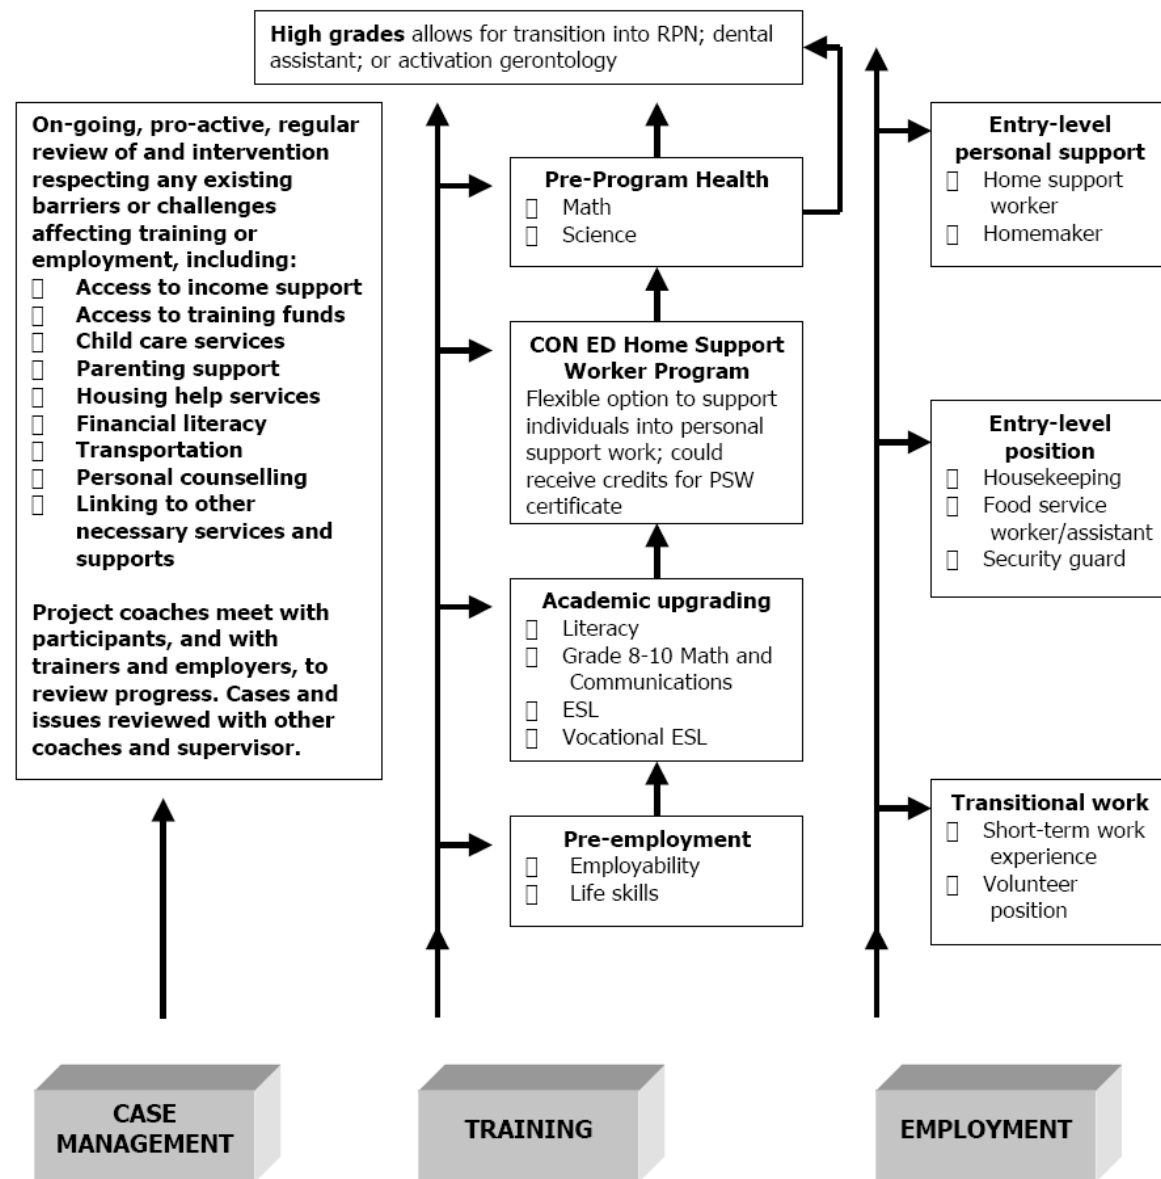 High grades allows for transition into RPN; dental
assistant; or activation gerontology
On-going, pro-active, regular
review of and intervention
respecting any existing
barriers or challenges
affecting training or
employment, including:
Access to income support
Access to training funds
Child care services
Parenting support
Housing help services
Financial literacy
Transportation
Personal counselling
Linking to other
necessary services and
supports
Project coaches meet with
participants, and with
trainers and employers, to
review progress. Cases and
issues reviewed with other
coaches and supervisor.
Pre-Program Health
Math
Science
CON ED Home Support
Worker Program
Flexible option to support
individuals into personal
support work; could
receive credits for PSW
certificate
Academic upgrading
Literacy
Grade 8-10 Math and
Communications
ESL
Vocational ESL
Pre-employment
Employability
Life skills
Entry-level
personal support
Home support
worker
Homemaker
Entry-level
position
Housekeeping
Food service
worker/assistant
Security guard
Transitional work
Short-term work
experience
Volunteer
position
CASE
MANAGEMENT
TRAINING
EMPLOYMENT